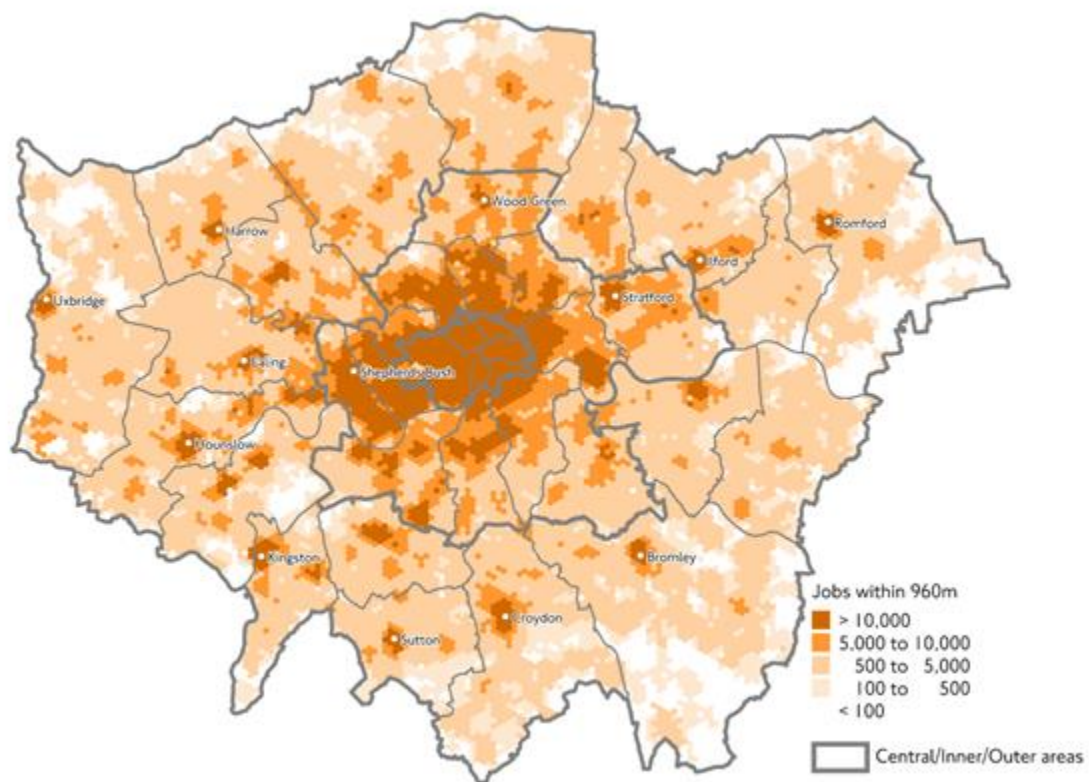 Wood Green
Harrow
Romford
Ilford
Stratford
Uxbridge
Ealing
Shepherds Bush
Hounslow
Kingston
Bromley
Croydon
Sutton
Jobs within 960m
> 10,000
5,000 to 10,000
500 to 5,000
100 to 500
< 100
Central/Inner/Outer areas